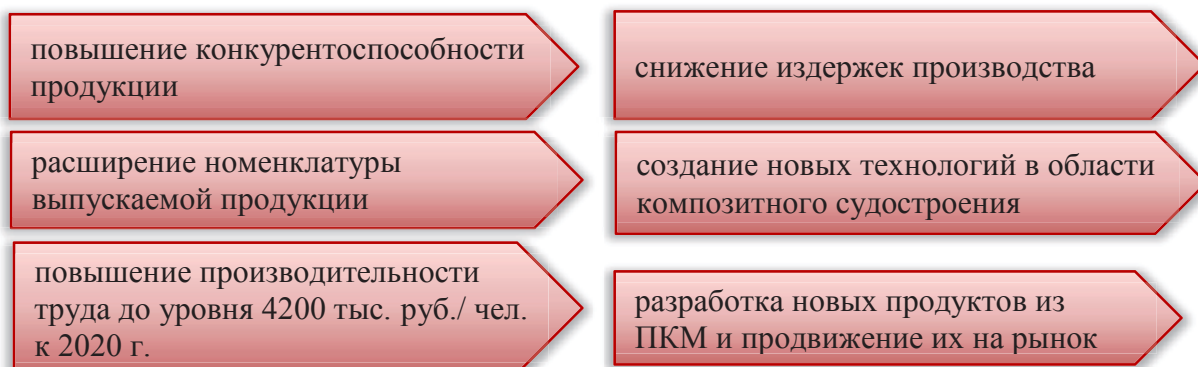 повышение конкурентоспособности
продукции
снижение издержек производства
расширение номенклатуры
выпускаемой продукции
создание новых технологий в области
композитного судостроения
повышение производительности
труда до уровня 4200 тыс. руб./ чел.
к 2020 г.
разработка новых продуктов из
ПКМ и продвижение их на рынок